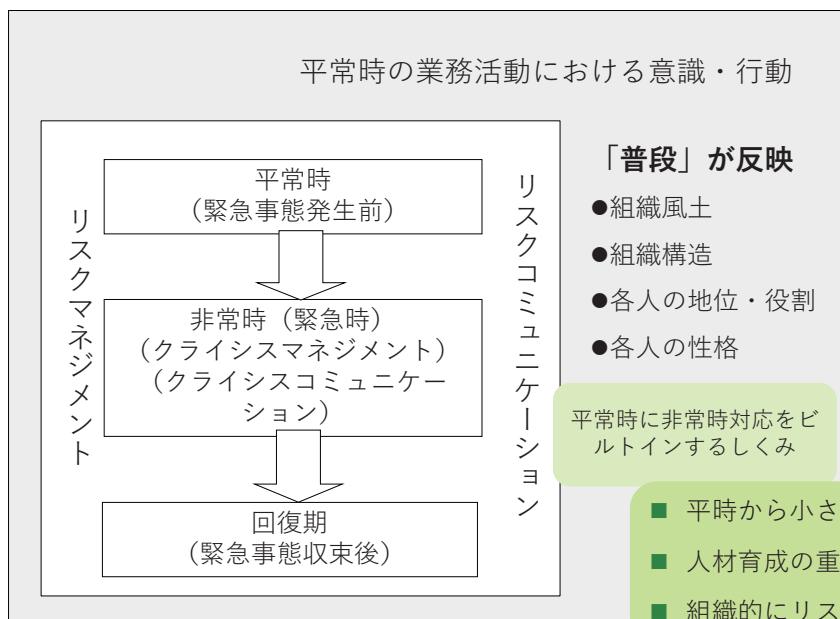 平常時の業務活動における意識・行動
リスクマネジメント
平常時
(緊急事態発生前)
非常時（緊急時）
(クライシスマネジメント)
（クライシスコミュニケー
ション）
回復期
(緊急事態収束後)
リスクコミュニケーション
「普段」が反映
●組織風土
●組織構造
●各人の地位・役割
●各人の性格
平常時に非常時対応をビ
ルトインするしくみ
■ 平時から小さ
■ 人材育成の重
■ 組織的にリス